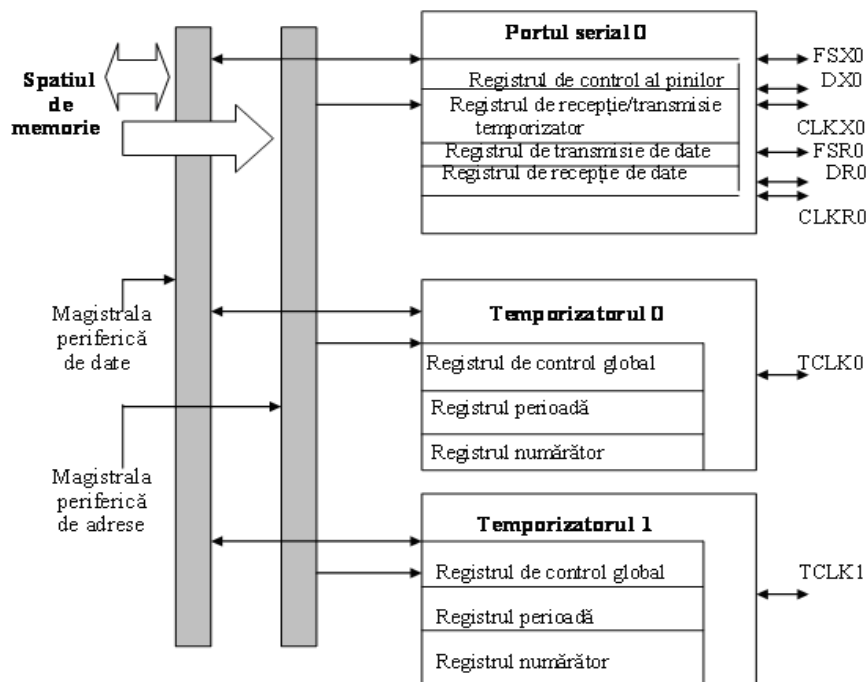 Portul serial 0
Registrul de control al pinilor
Registrul de recepție/transmisie
temporizator
Registrul de transmisie de date
Registrul de recepție de date
FSX0
DX0
CLKX0
FSR0
DR0
CLKR0
Spatiul
de
memorie
Magistrala
periferică
de date
Magistrala
periferică
de adrese
Temporizatorul 0
Registrul de control global
Registrul perioadă
Registrul numărător
TCLK0
Temporizatorul 1
Registrul de control global
Registrul perioadă
Registrul numărător
TCLK1